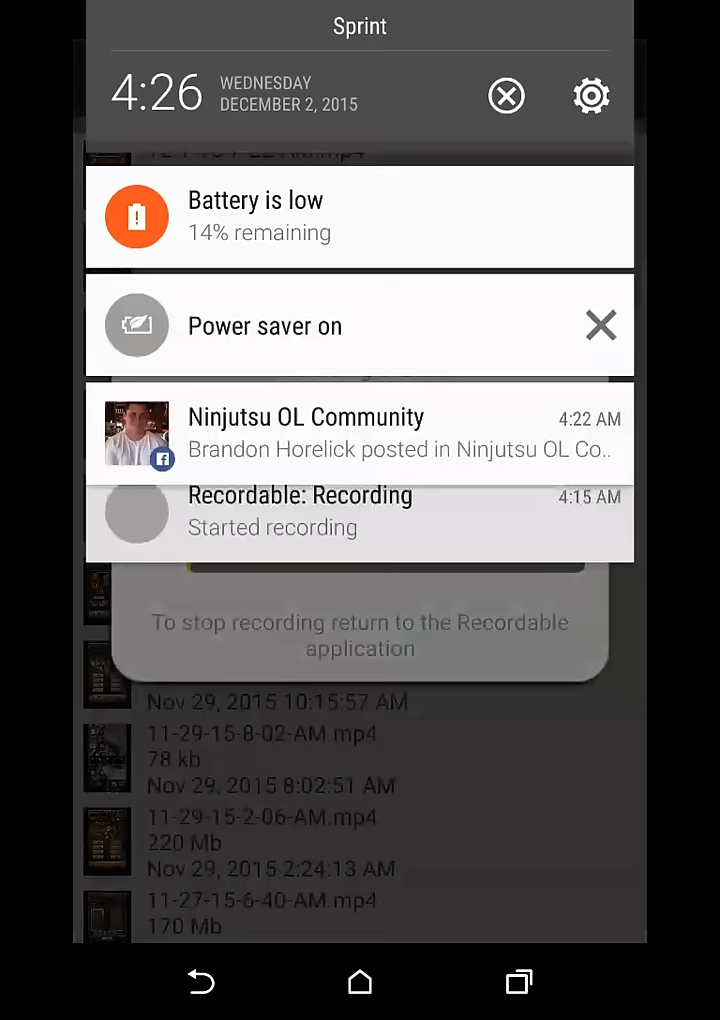 Sprint
4:26
WEDNESDAY
DECEMBER 2, 2015
Battery is low
14% remaining
Power saver on
Ninjutsu OL Community 4:22 AM
Brandon Horelick posted in Ninjutsu OL Co..
Recordable: Recording 4:15 AM
Started recording
To stop recording return to the Recordable
application
Nov 29, 2015 10:15:57 AM
11-29-15-8-02-AM.mp4
78 kb
Nov 29, 2015 8:02:51 AM
11-29-15-2-06-AM.mp4
220 Mb
Nov 29, 2015 2:24:13 AM
11-27-15-6-40-AM.mp4
170 Mb